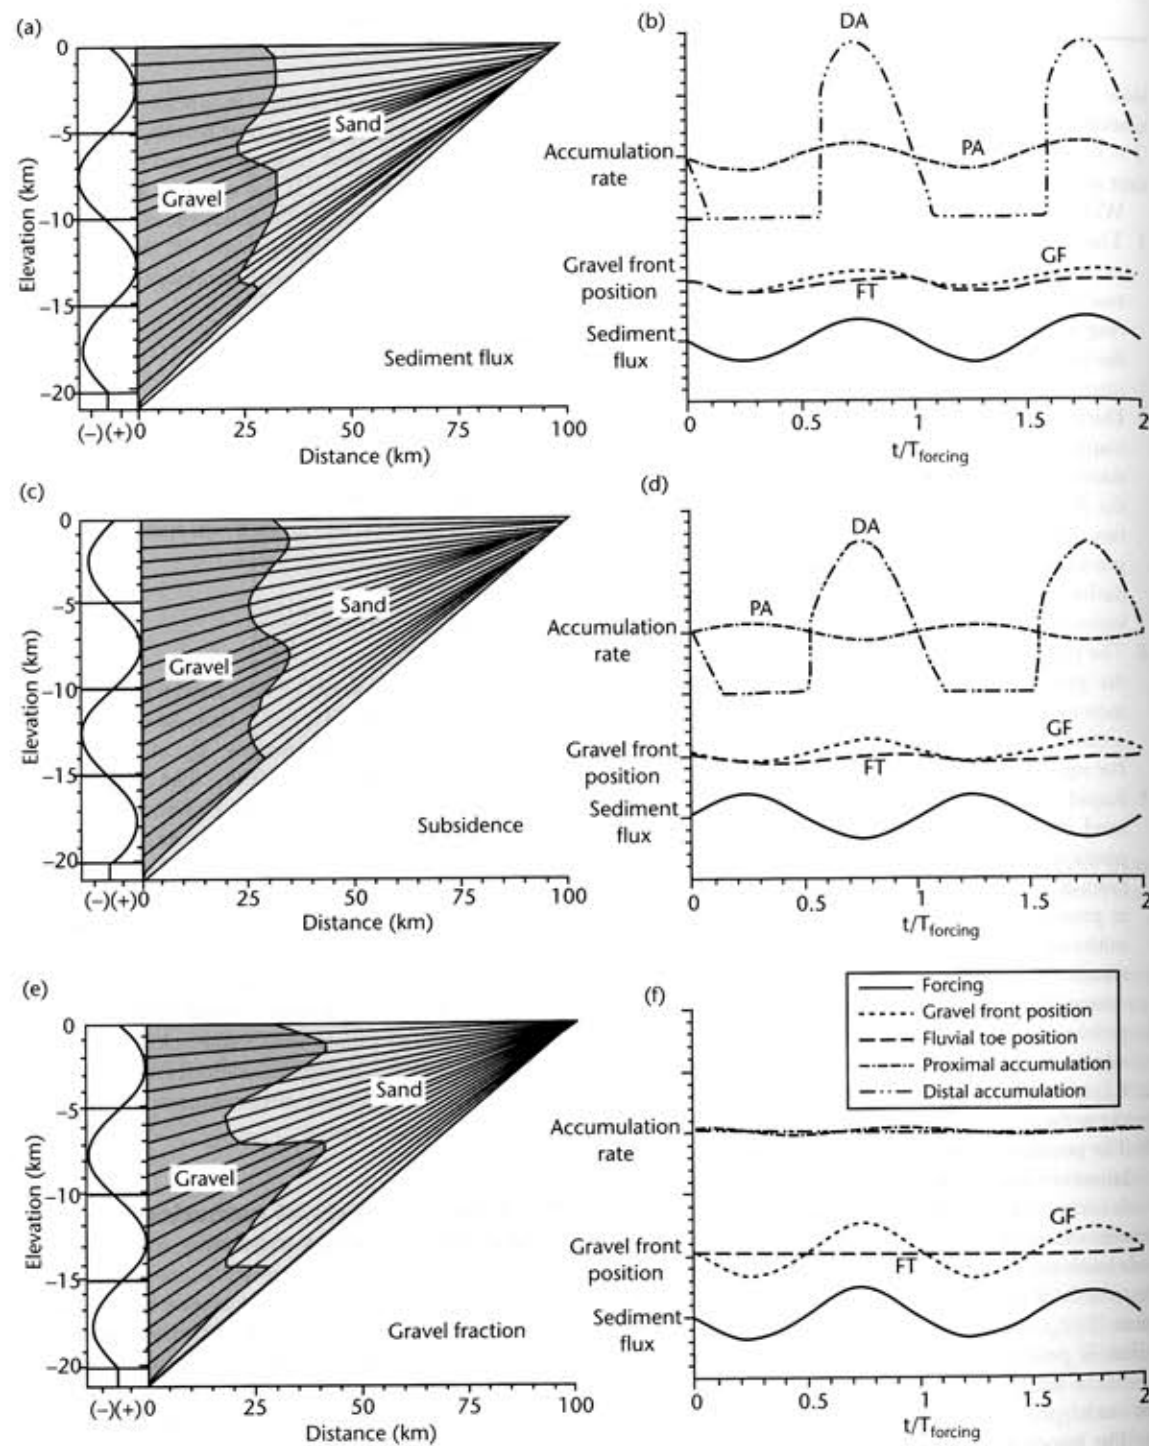 (a)
0
−5
−10
−15
−20
Elevation (km)
Gravel
Sand
Sediment flux
(−)(+) 0 25 50 75 100
Distance (km)
(b)
DA
Accumulation
rate
PA
Gravel front
position
GF
FT
Sediment
flux
0 0.5 1 1.5 2
t/Tforcing
(c)
0
−5
−10
−15
−20
Elevation (km)
Gravel
Sand
Subsidence
(−)(+) 0 25 50 75 100
Distance (km)
(d)
DA
PA
Accumulation
rate
Gravel front
position
GF
FT
Sediment
flux
0 0.5 1 1.5 2
t/Tforcing
(e)
0
−5
−10
−15
−20
Elevation (km)
Gravel
Sand
Gravel fraction
(−)(+) 0 25 50 75 100
Distance (km)
(f)
Forcing
Gravel front position
Fluvial toe position
Proximal accumulation
Distal accumulation
Accumulation
rate
Gravel front
position
GF
FT
Sediment
flux
0 0.5 1 1.5 2
t/Tforcing